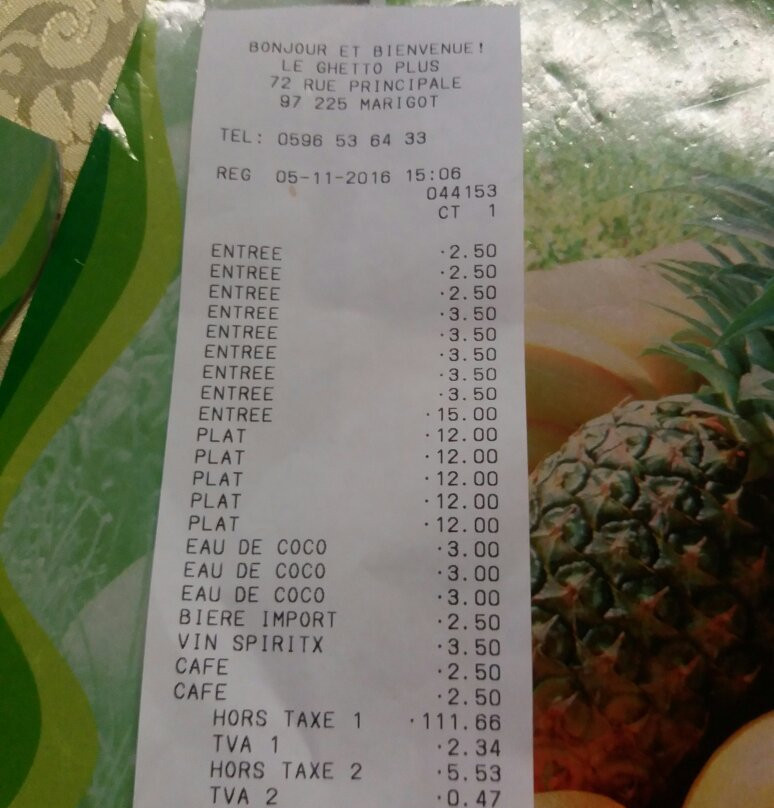 BONJOUR ET BIENVENUE!
LE GHETTO PLUS
72 RUE PRINCIPALE
97 225 MARIGOT
TEL: 0596 53 64 33
REG 05-11-2016 15:06
044153
CT 1
ENTREE ·2.50
ENTREE ·2.50
ENTREE ·2.50
ENTREE ·3.50
ENTREE ·3.50
ENTREE ·3.50
ENTREE ·3.50
ENTREE ·3.50
ENTREE ·15.00
PLAT ·12.00
PLAT ·12.00
PLAT ·12.00
PLAT ·12.00
PLAT ·12.00
EAU DE COCO ·3.00
EAU DE COCO ·3.00
EAU DE COCO ·3.00
BIERE IMPORT ·2.50
VIN SPIRITX ·3.50
CAFE ·2.50
CAFE ·2.50
HORS TAXE 1 ·111.66
TVA 1 ·2.34
HORS TAXE 2 ·5.53
TVA 2 ·0.47